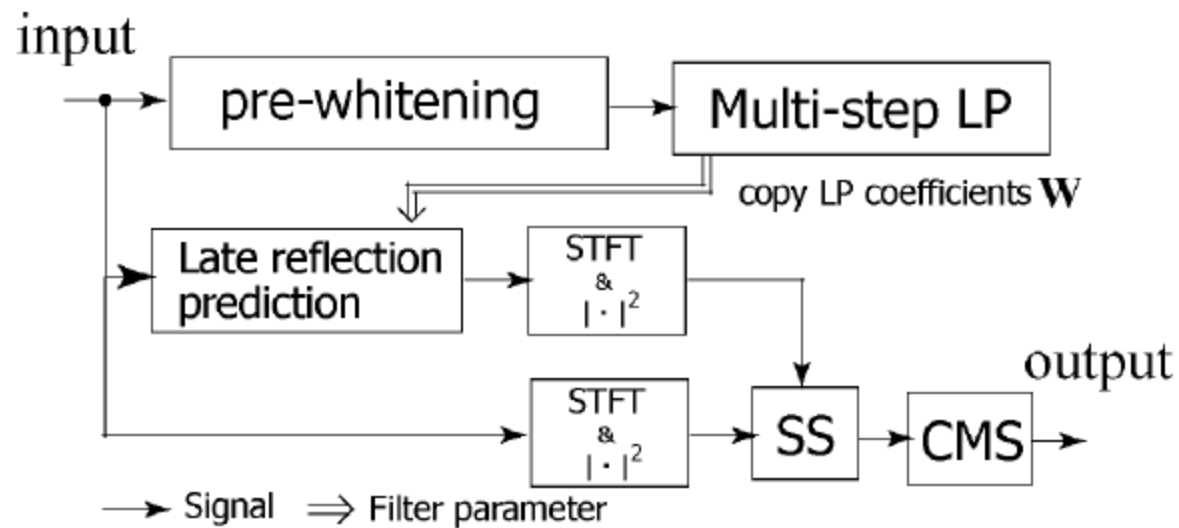 input
pre-whitening
Multi-step LP
copy LP coefficients W
Late reflection
prediction
STFT
&
|·|²
STFT
&
|·|²
SS
CMS
output
Signal
Filter parameter